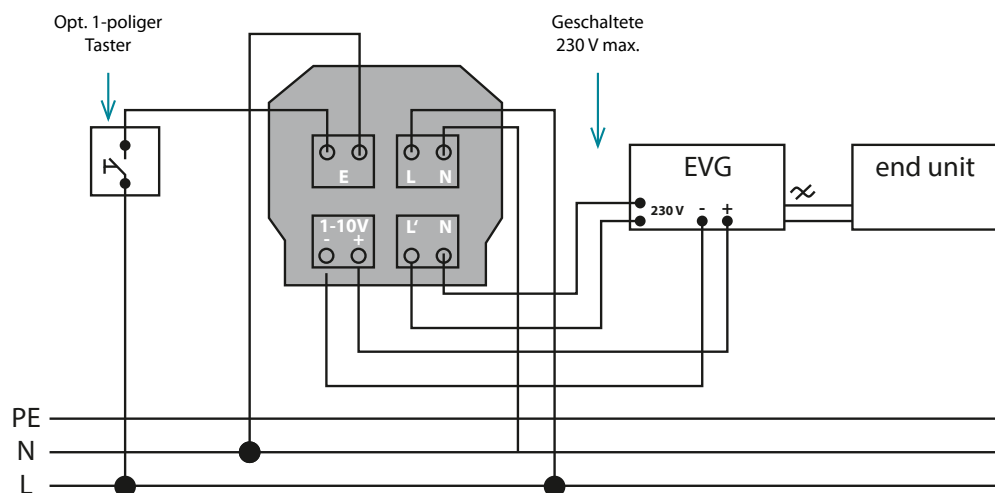 Opt. 1-poliger
Taster
Geschaltete
230 V max.
E
L N
1-10V
- +
L‘ N
EVG
230 V - +
end unit
PE
N
L